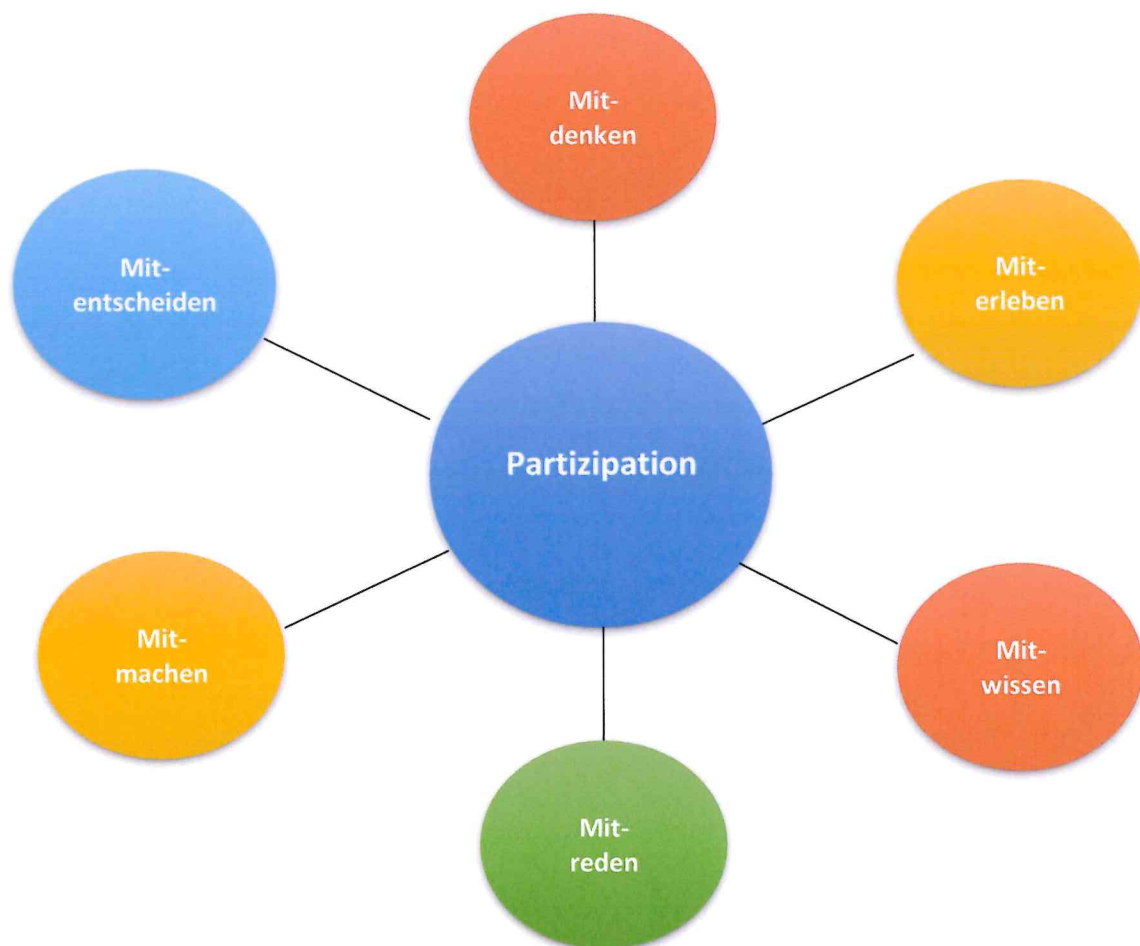 Mit-
denken
Mit-
entscheiden
Mit-
erleben
Partizipation
Mit-
machen
Mit-
wissen
Mit-
reden